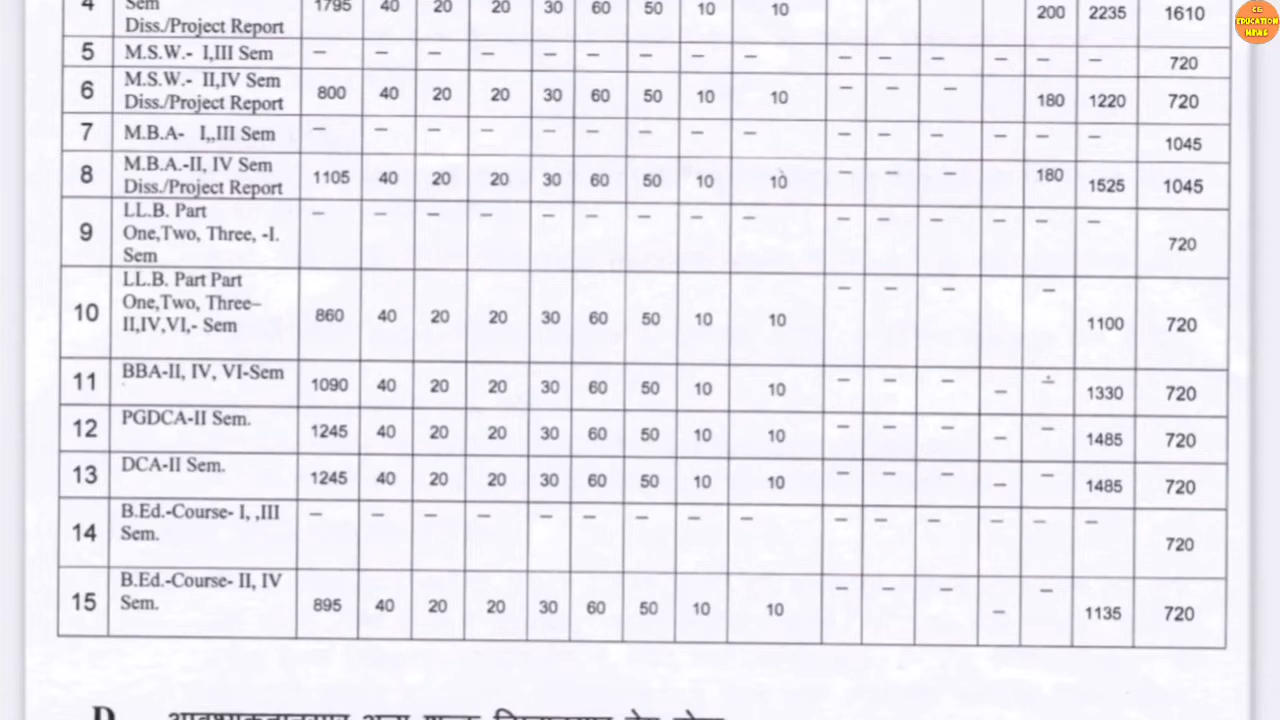 4 Sem 1795 40 20 20 30 60 50 10 10 200 2235 1610
Diss./Project Report
5 M.S.W.- I,III Sem – – – – – – – – – – – – – – – 720
6 M.S.W.- II,IV Sem 800 40 20 20 30 60 50 10 10 – – – 180 1220 720
Diss./Project Report
7 M.B.A- I,,III Sem – – – – – – – – – – – – – – – 1045
8 M.B.A.-II, IV Sem 1105 40 20 20 30 60 50 10 10 – – – 180 1525 1045
Diss./Project Report
9 LL.B. Part – – – – – – – – – – – – – – – 720
One,Two, Three, -I.
Sem
10 LL.B. Part Part 860 40 20 20 30 60 50 10 10 – – – – 1100 720
One,Two, Three–
II,IV,VI,- Sem
11 BBA-II, IV, VI-Sem 1090 40 20 20 30 60 50 10 10 – – – – – 1330 720
12 PGDCA-II Sem. 1245 40 20 20 30 60 50 10 10 – – – – – 1485 720
13 DCA-II Sem. 1245 40 20 20 30 60 50 10 10 – – – – – 1485 720
14 B.Ed.-Course- I, ,III – – – – – – – – – – – – – – – 720
Sem.
15 B.Ed.-Course- II, IV 895 40 20 20 30 60 50 10 10 – – – – – 1135 720
Sem.
D
CG
EDUCATION
NEWS